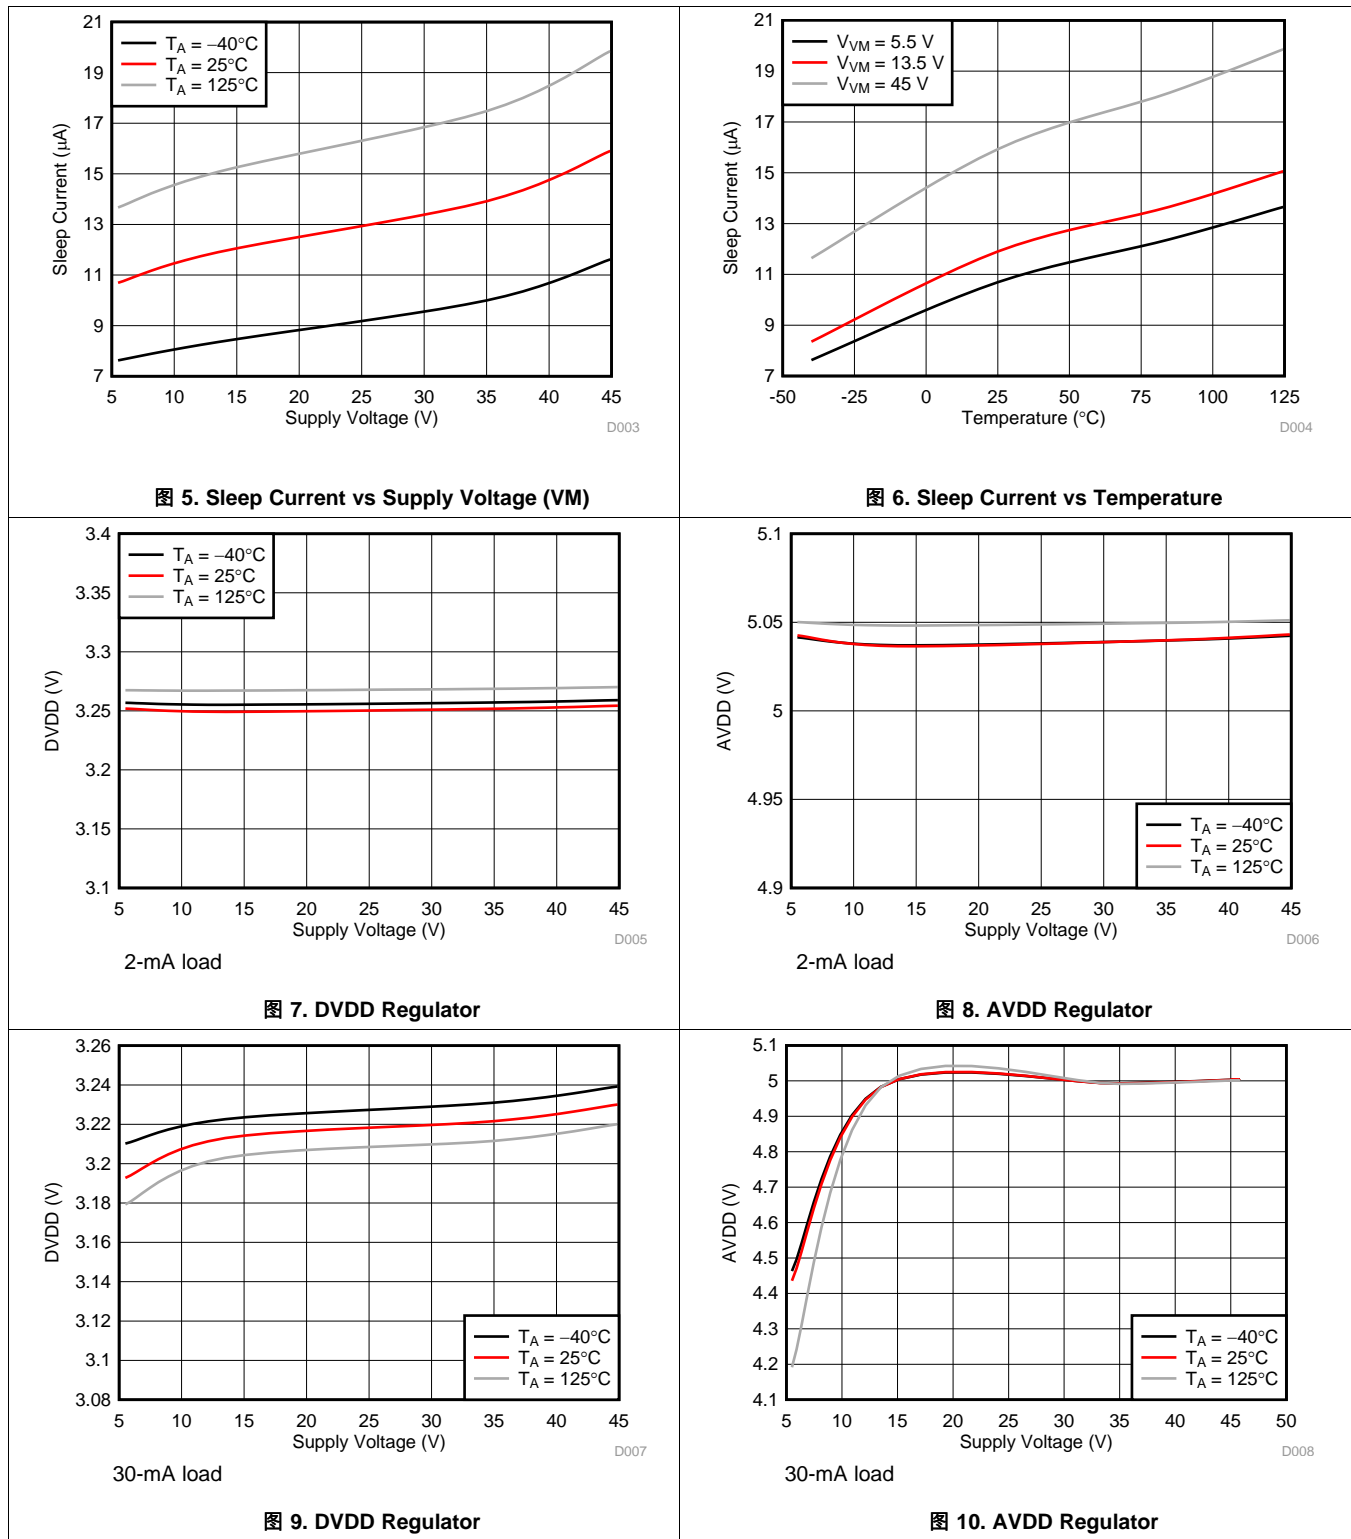 21
19
17
15
13
11
9
7
Sleep Current (μA)
T_A = −40°C
T_A = 25°C
T_A = 125°C
5 10 15 20 25 30 35 40 45
Supply Voltage (V)
D003
图 5. Sleep Current vs Supply Voltage (VM)
21
19
17
15
13
11
9
7
Sleep Current (μA)
V_VM = 5.5 V
V_VM = 13.5 V
V_VM = 45 V
-50 -25 0 25 50 75 100 125
Temperature (°C)
D004
图 6. Sleep Current vs Temperature
3.4
3.35
3.3
3.25
3.2
3.15
3.1
DVDD (V)
T_A = −40°C
T_A = 25°C
T_A = 125°C
5 10 15 20 25 30 35 40 45
Supply Voltage (V)
D005
2-mA load
图 7. DVDD Regulator
5.1
5.05
5
4.95
4.9
AVDD (V)
T_A = −40°C
T_A = 25°C
T_A = 125°C
5 10 15 20 25 30 35 40 45
Supply Voltage (V)
D006
2-mA load
图 8. AVDD Regulator
3.26
3.24
3.22
3.2
3.18
3.16
3.14
3.12
3.1
3.08
DVDD (V)
T_A = −40°C
T_A = 25°C
T_A = 125°C
5 10 15 20 25 30 35 40 45
Supply Voltage (V)
D007
30-mA load
图 9. DVDD Regulator
5.1
5
4.9
4.8
4.7
4.6
4.5
4.4
4.3
4.2
4.1
AVDD (V)
T_A = −40°C
T_A = 25°C
T_A = 125°C
5 10 15 20 25 30 35 40 45 50
Supply Voltage (V)
D008
30-mA load
图 10. AVDD Regulator